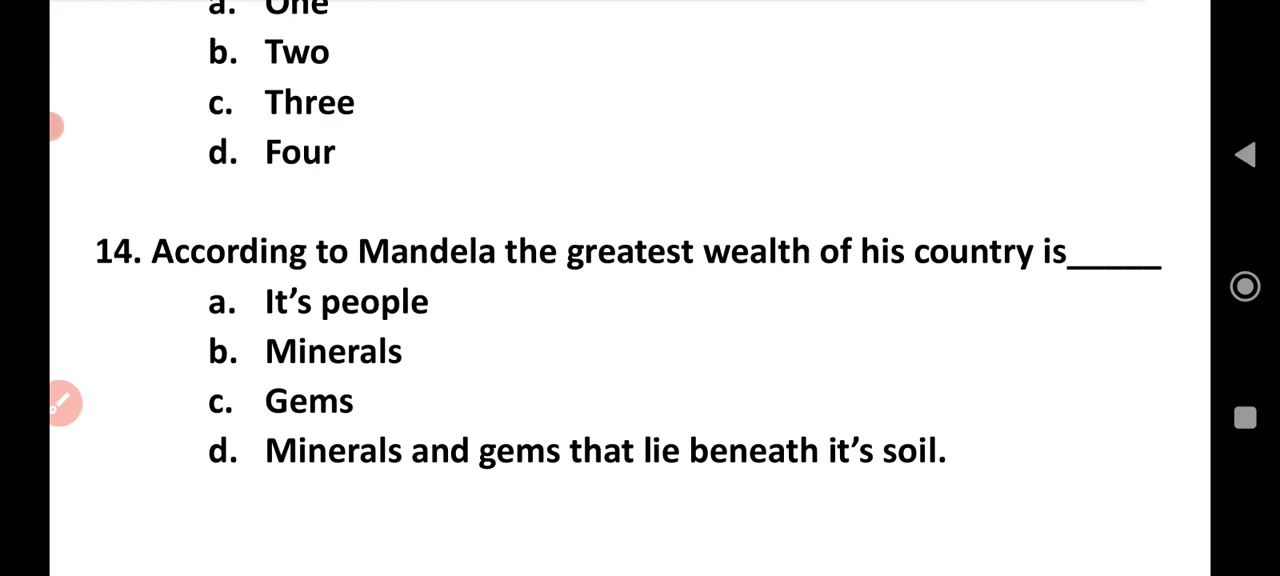 a. One
b. Two
c. Three
d. Four
14. According to Mandela the greatest wealth of his country is_____
a. It’s people
b. Minerals
c. Gems
d. Minerals and gems that lie beneath it’s soil.